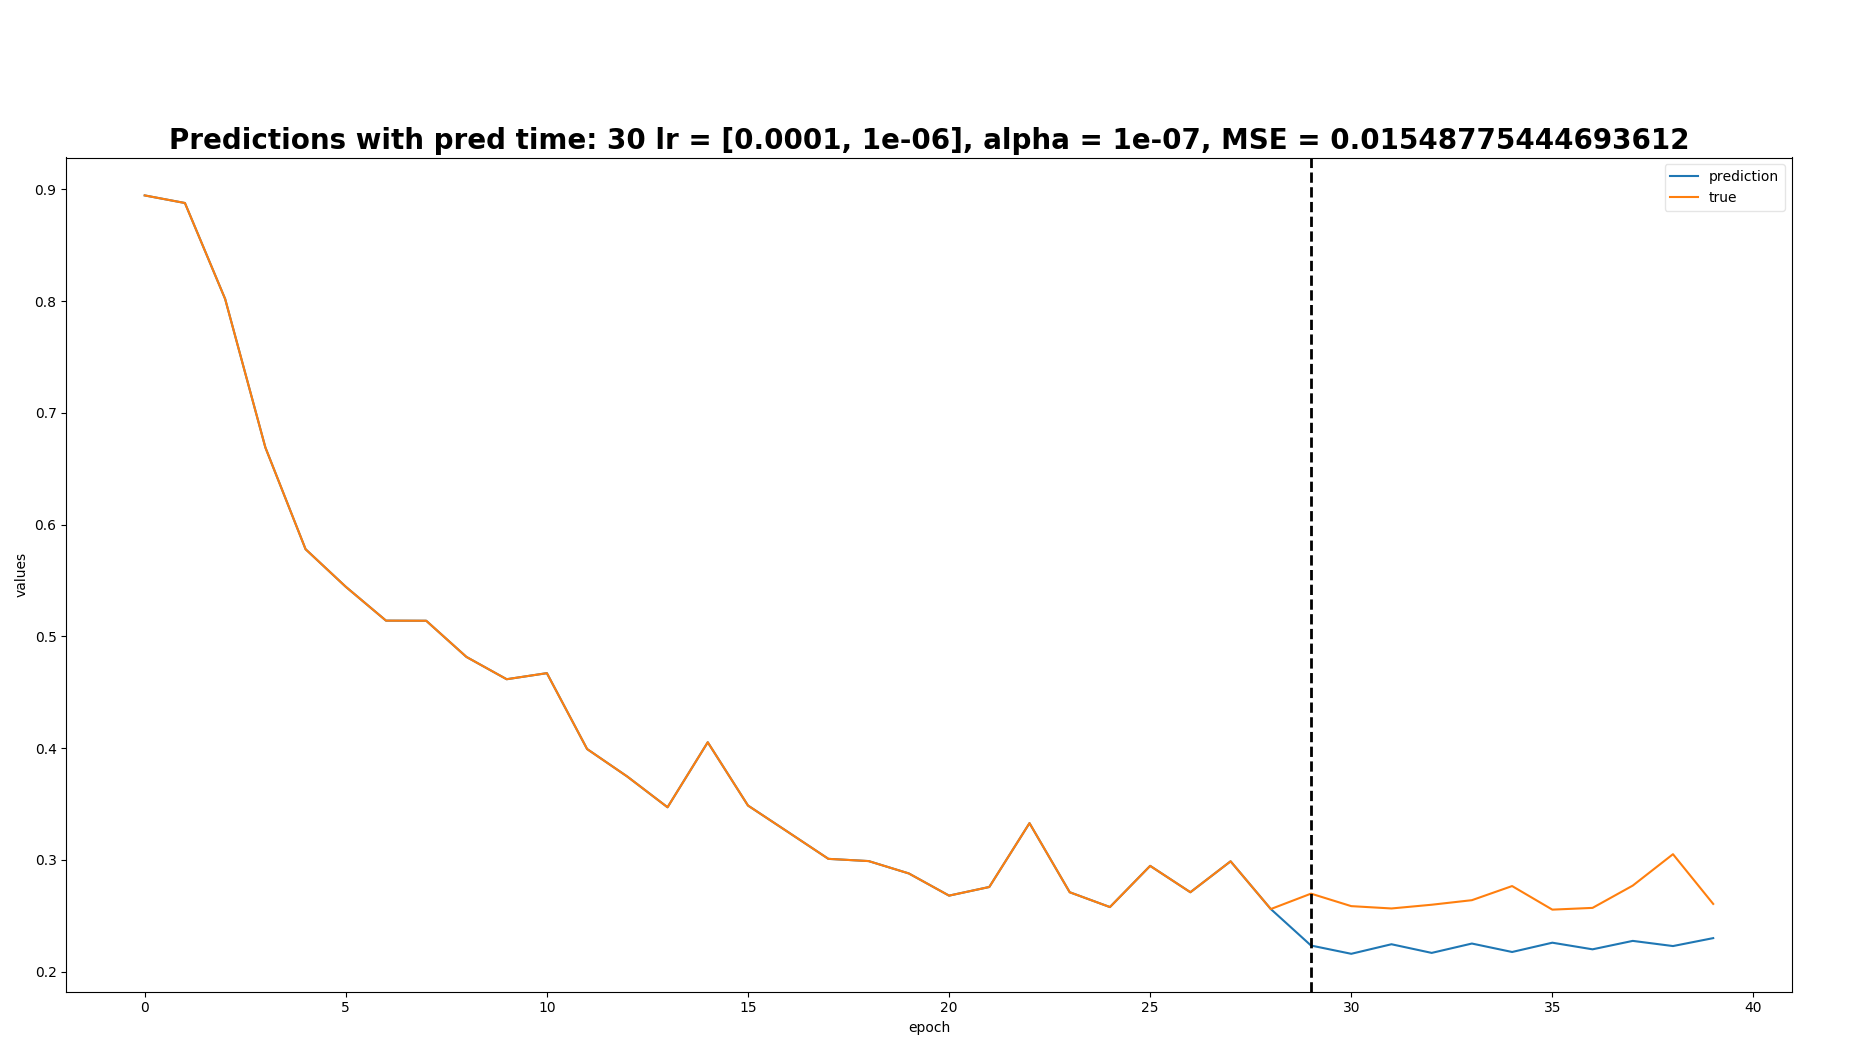 Predictions with pred time: 30 lr = [0.0001, 1e-06], alpha = 1e-07, MSE = 0.01548775444693612
prediction
true
0.9
0.8
0.7
0.6
0.5
0.4
0.3
0.2
values
0 5 10 15 20 25 30 35 40
epoch